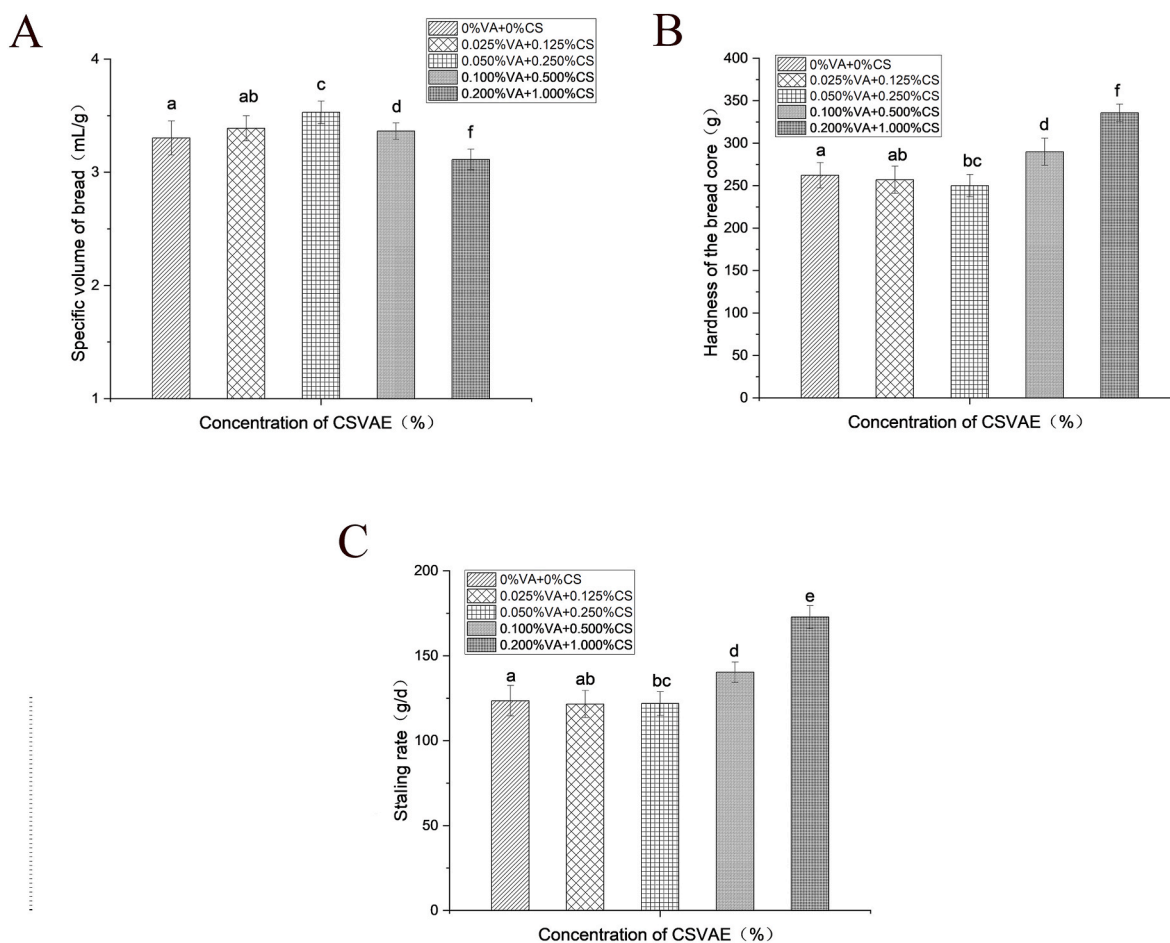 A
0%VA+0%CS
0.025%VA+0.125%CS
0.050%VA+0.250%CS
0.100%VA+0.500%CS
0.200%VA+1.000%CS
4
3
2
1
Specific volume of bread（mL/g）
a
ab
c
d
f
Concentration of CSVAE（%）
B
0%VA+0%CS
0.025%VA+0.125%CS
0.050%VA+0.250%CS
0.100%VA+0.500%CS
0.200%VA+1.000%CS
400
350
300
250
200
150
100
50
0
Hardness of the bread core（g）
a
ab
bc
d
f
Concentration of CSVAE（%）
C
0%VA+0%CS
0.025%VA+0.125%CS
0.050%VA+0.250%CS
0.100%VA+0.500%CS
0.200%VA+1.000%CS
200
150
100
50
0
Staling rate（g/d）
a
ab
bc
d
e
Concentration of CSVAE（%）